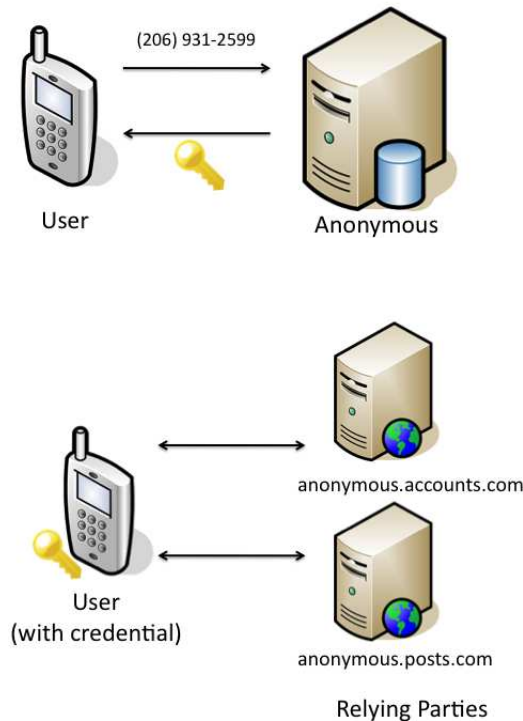 (206) 931-2599
User
Anonymous
anonymous.accounts.com
User
(with credential)
anonymous.posts.com
Relying Parties